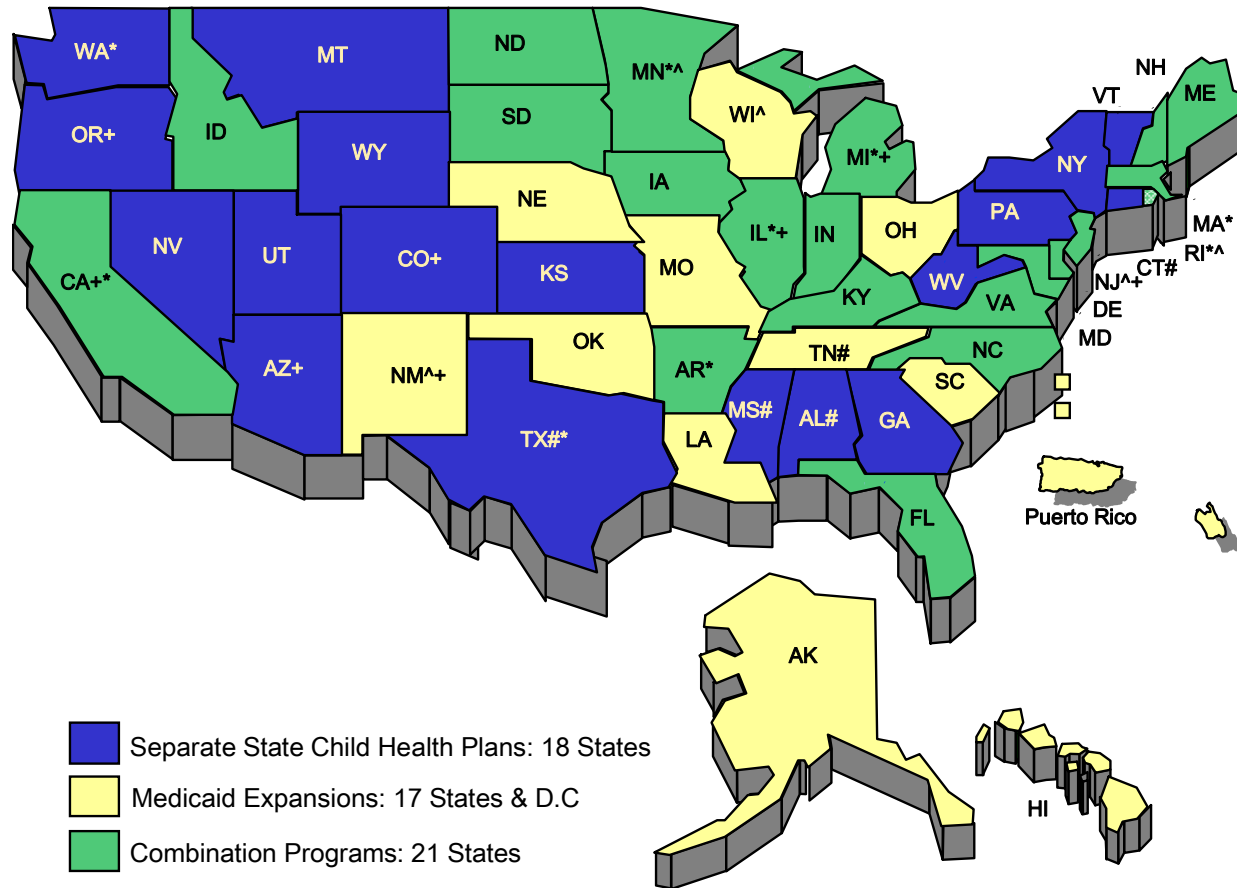 WA*
MT
ND
MN*^
NH
VT
ME
OR+
ID
SD
WI^
MI*+
NY
WY
IA
NE
PA
NV
UT
CO+
KS
MO
IL*+
IN
OH
MA*
RI*^
CT#
CA+*
WV
KY
VA
NJ^+
DE
MD
AZ+
NM^+
OK
AR*
TN#
NC
SC
TX#*
MS#
AL#
GA
LA
FL
Puerto Rico
AK
HI
Separate State Child Health Plans: 18 States
Medicaid Expansions: 17 States & D.C
Combination Programs: 21 States